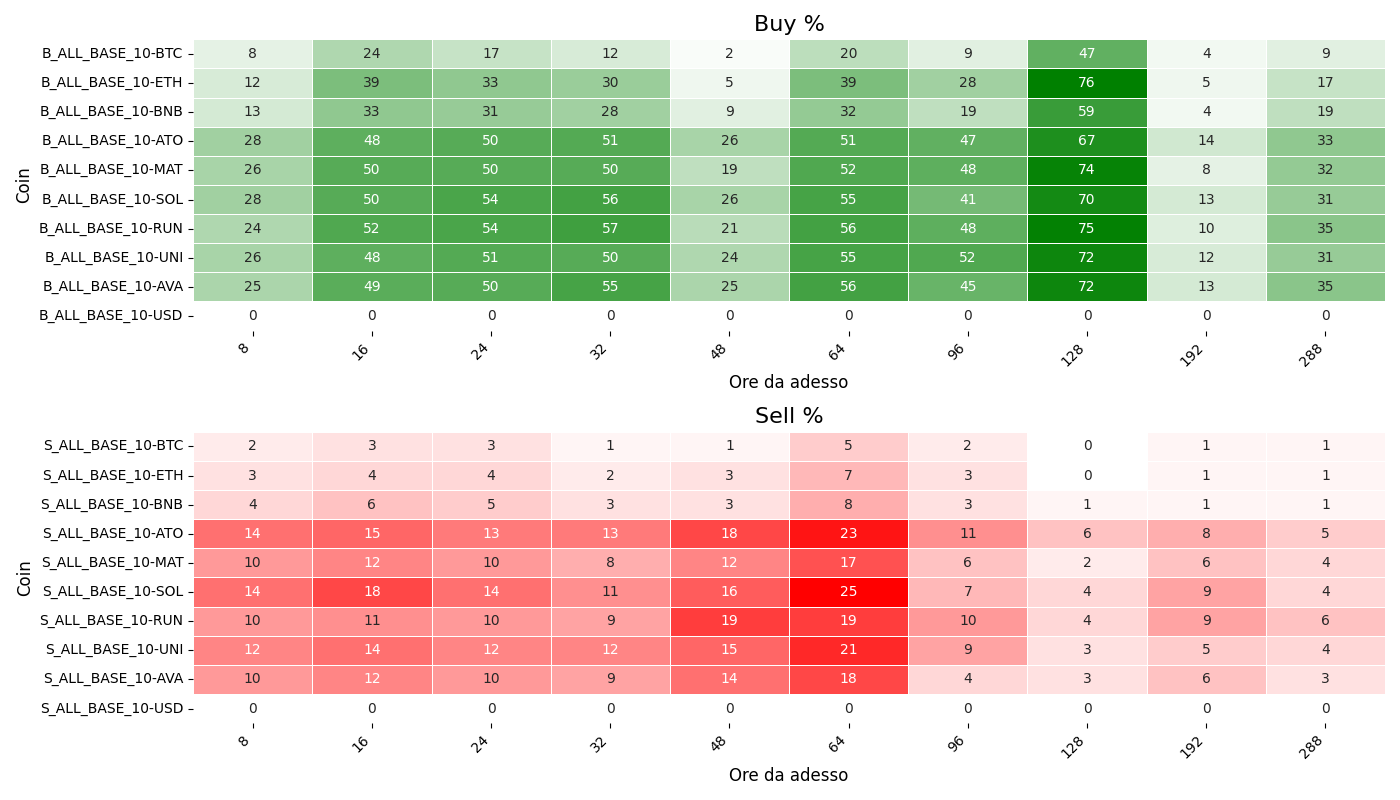 Buy %
Coin
B_ALL_BASE_10-BTC 8 24 17 12 2 20 9 47 4 9
B_ALL_BASE_10-ETH 12 39 33 30 5 39 28 76 5 17
B_ALL_BASE_10-BNB 13 33 31 28 9 32 19 59 4 19
B_ALL_BASE_10-ATO 28 48 50 51 26 51 47 67 14 33
B_ALL_BASE_10-MAT 26 50 50 50 19 52 48 74 8 32
B_ALL_BASE_10-SOL 28 50 54 56 26 55 41 70 13 31
B_ALL_BASE_10-RUN 24 52 54 57 21 56 48 75 10 35
B_ALL_BASE_10-UNI 26 48 51 50 24 55 52 72 12 31
B_ALL_BASE_10-AVA 25 49 50 55 25 56 45 72 13 35
B_ALL_BASE_10-USD 0 0 0 0 0 0 0 0 0 0
8 16 24 32 48 64 96 128 192 288
Ore da adesso
Sell %
Coin
S_ALL_BASE_10-BTC 2 3 3 1 1 5 2 0 1 1
S_ALL_BASE_10-ETH 3 4 4 2 3 7 3 0 1 1
S_ALL_BASE_10-BNB 4 6 5 3 3 8 3 1 1 1
S_ALL_BASE_10-ATO 14 15 13 13 18 23 11 6 8 5
S_ALL_BASE_10-MAT 10 12 10 8 12 17 6 2 6 4
S_ALL_BASE_10-SOL 14 18 14 11 16 25 7 4 9 4
S_ALL_BASE_10-RUN 10 11 10 9 19 19 10 4 9 6
S_ALL_BASE_10-UNI 12 14 12 12 15 21 9 3 5 4
S_ALL_BASE_10-AVA 10 12 10 9 14 18 4 3 6 3
S_ALL_BASE_10-USD 0 0 0 0 0 0 0 0 0 0
8 16 24 32 48 64 96 128 192 288
Ore da adesso